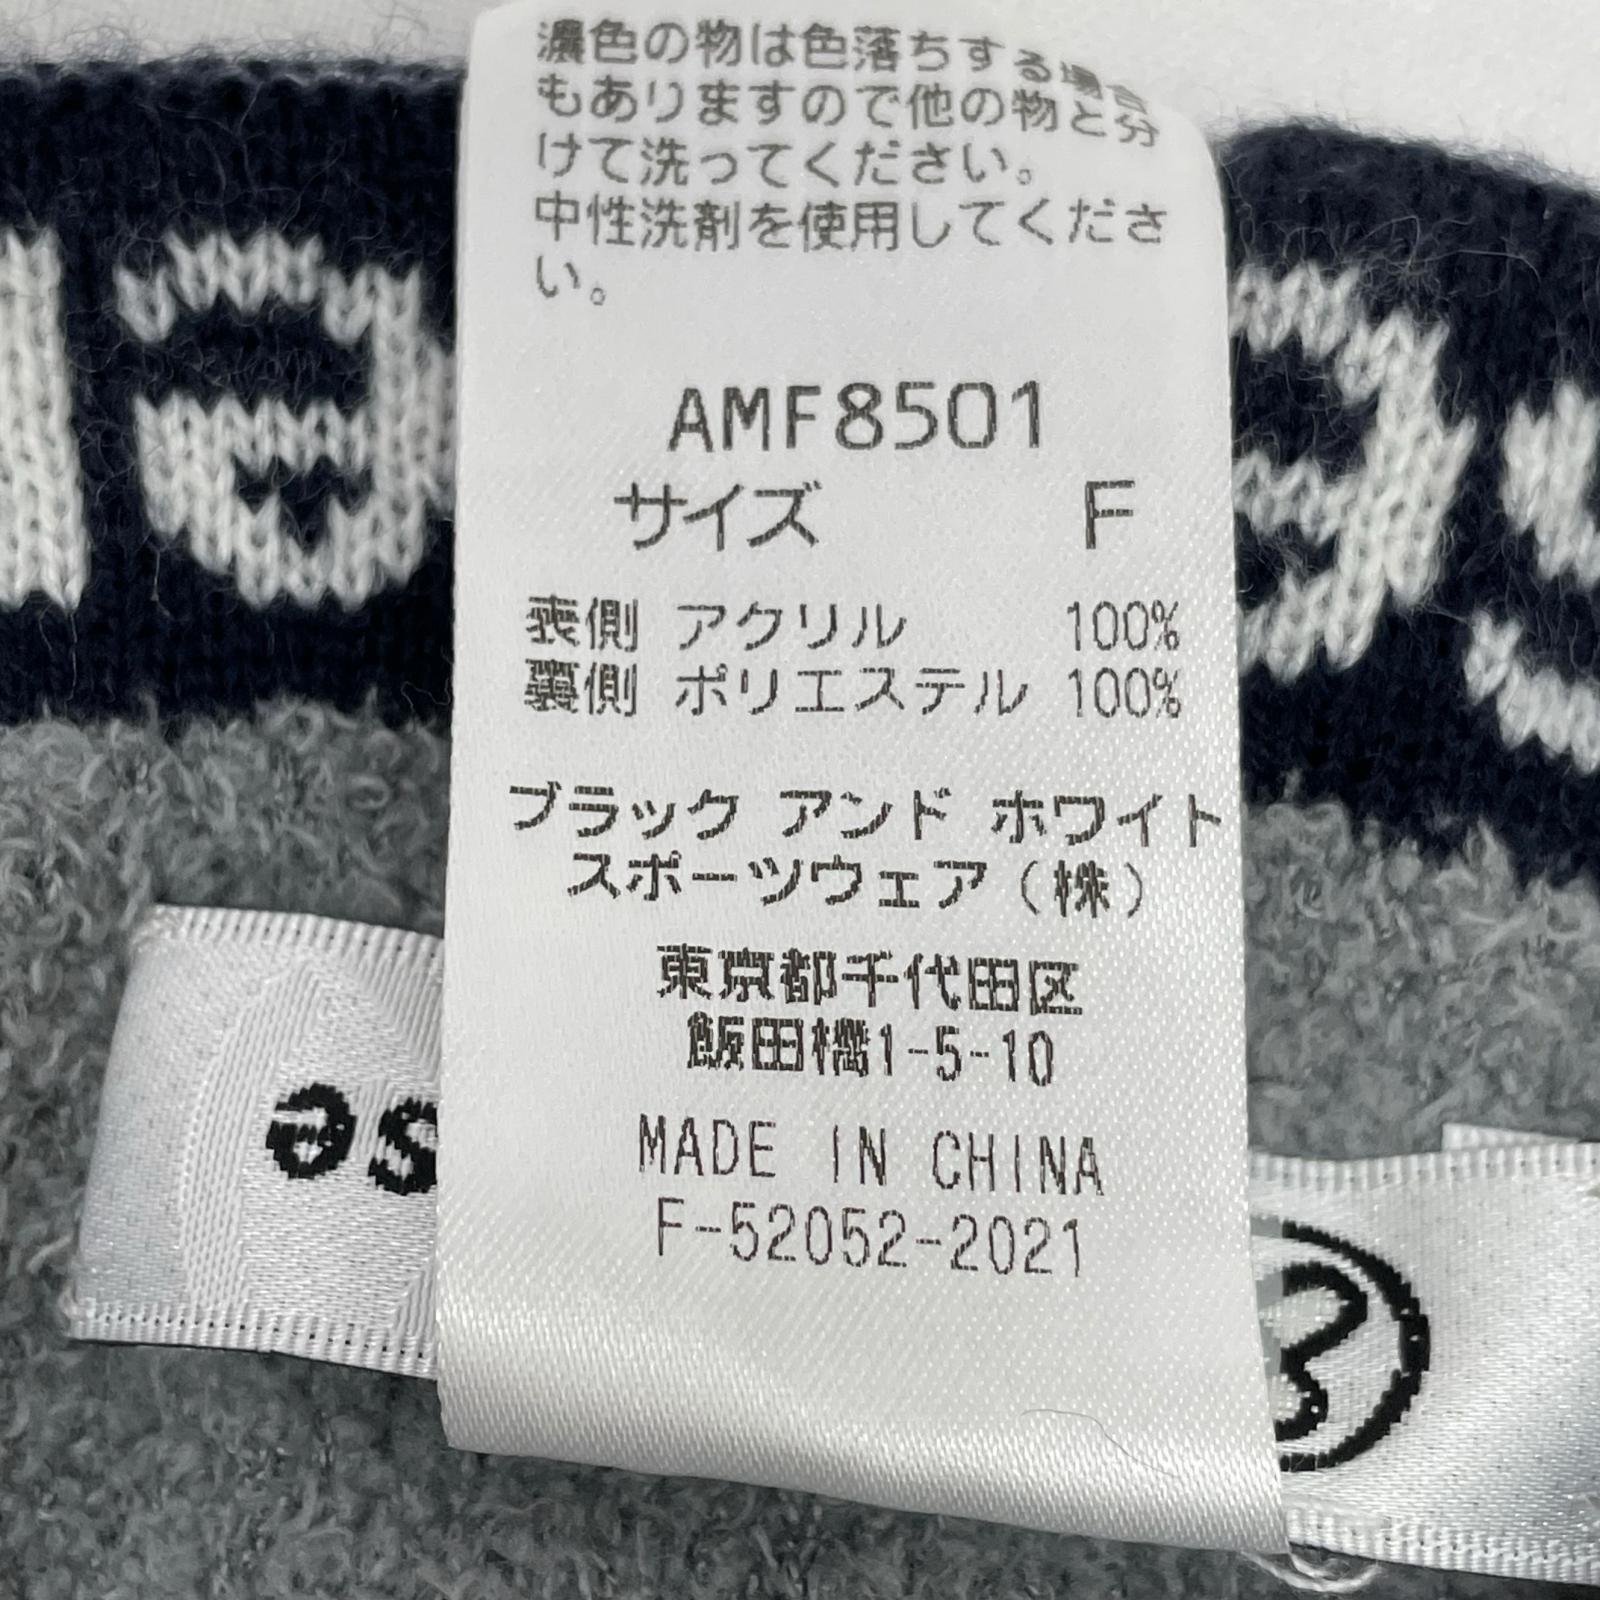 濃色の物は色落ちする場合
もありますので他の物と分
けて洗ってください。
中性洗剤を使用してくださ
い。
AMF8501
サイズ F
表側 アクリル 100%
裏側 ポリエステル 100%
ブラック アンド ホワイト
スポーツウェア(株)
東京都千代田区
飯田橋1-5-10
MADE IN CHINA
F-52052-2021